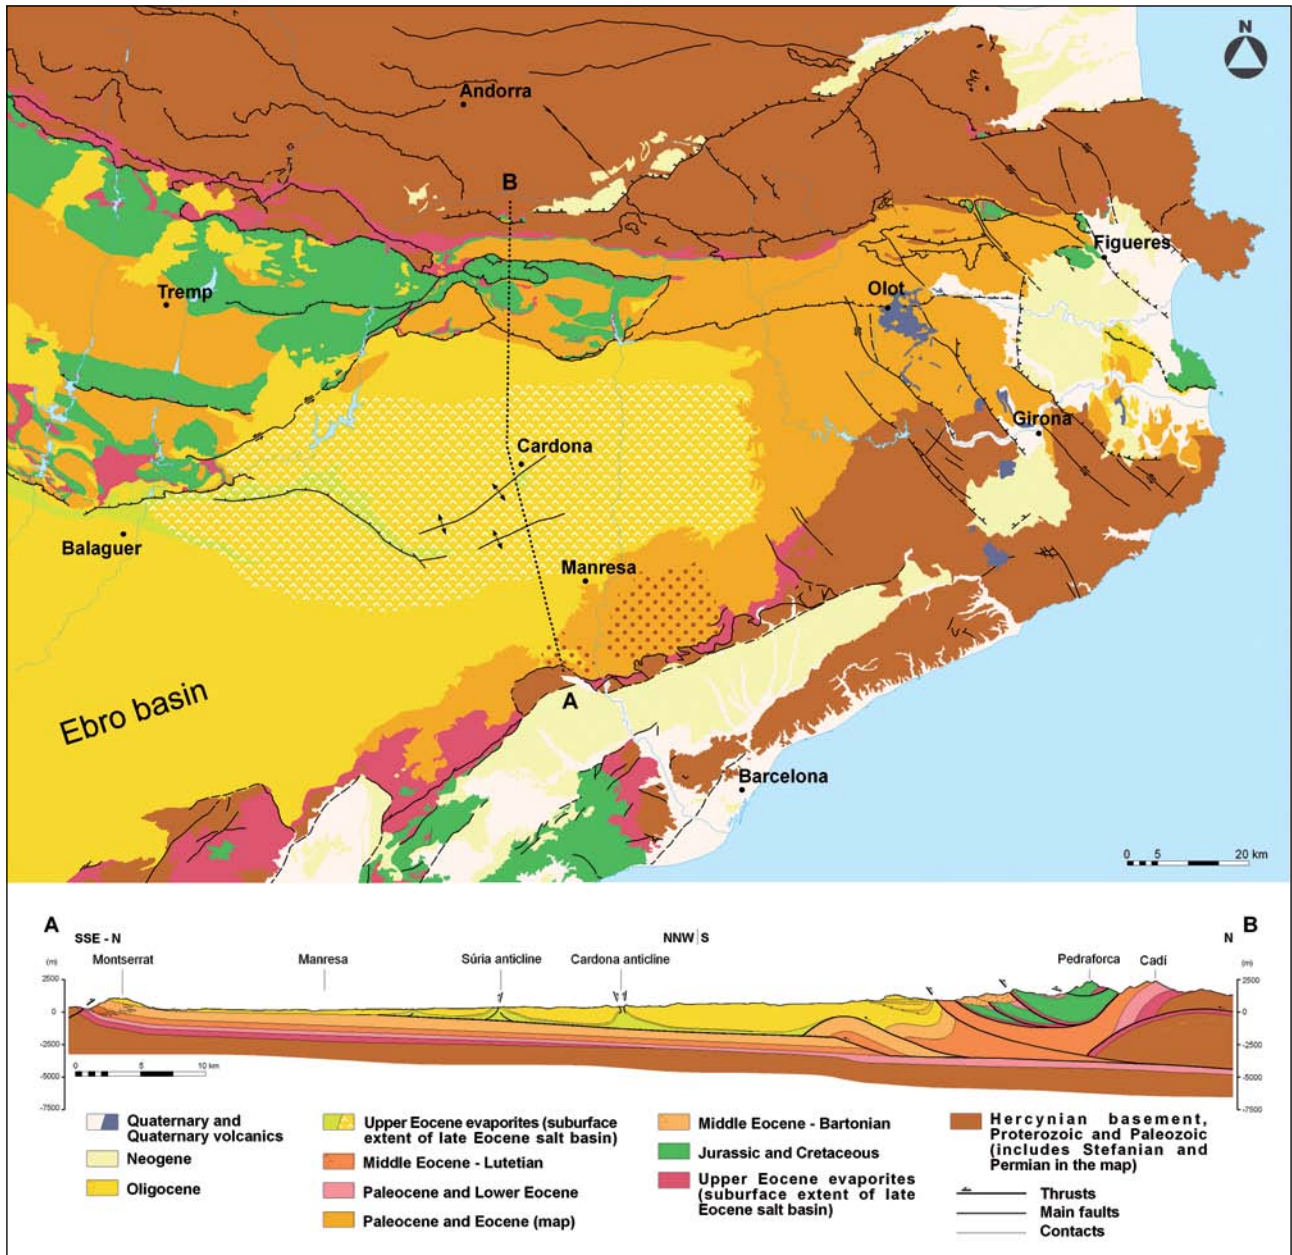 N
Andorra
B
Figueres
Tremp
Olot
Girona
Cardona
Balaguer
Manresa
Ebro basin
A
Barcelona
0 5 20 km
A
B
SSE - N
NNW S
N
(m)
Montserrat
Manresa
Súria anticline
Cardona anticline
Pedraforca
Cadí
(m)
2500
0
-2500
-5000
-7500
2500
0
-2500
-5000
-7500
0 5 10 km
Quaternary and
Quaternary volcanics
Neogene
Oligocene
Upper Eocene evaporites (suburface
extent of late Eocene salt basin)
Middle Eocene - Lutetian
Paleocene and Lower Eocene
Paleocene and Eocene (map)
Middle Eocene - Bartonian
Jurassic and Cretaceous
Upper Eocene evaporites
(suburface extent of late
Eocene salt basin)
Hercynian basement,
Proterozoic and Paleozoic
(includes Stefanian and
Permian in the map)
Thrusts
Main faults
Contacts